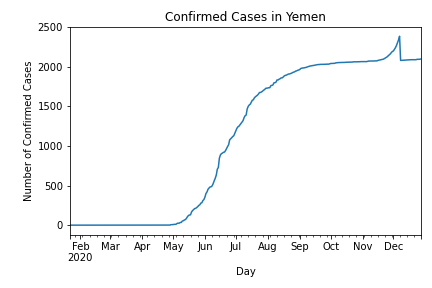 Confirmed Cases in Yemen
Number of Confirmed Cases
2500
2000
1500
1000
500
0
Feb Mar Apr May Jun Jul Aug Sep Oct Nov Dec
2020
Day